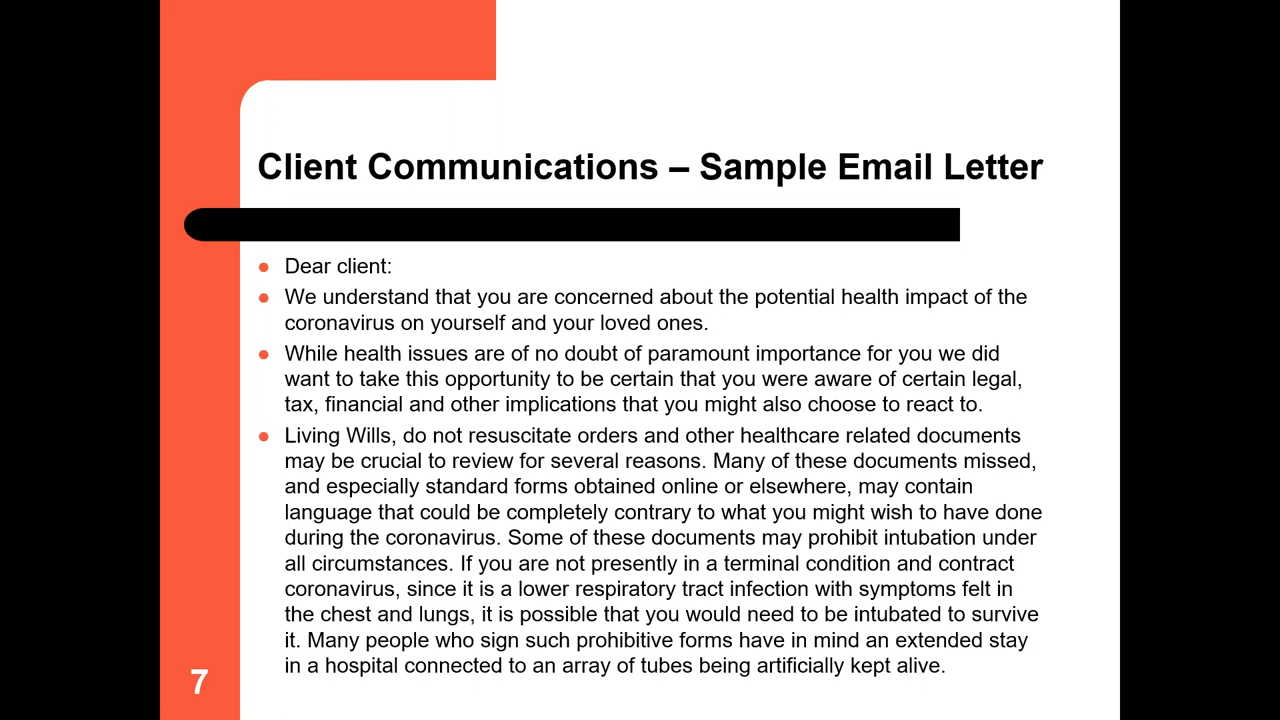 Client Communications – Sample Email Letter
● Dear client:
● We understand that you are concerned about the potential health impact of the
coronavirus on yourself and your loved ones.
● While health issues are of no doubt of paramount importance for you we did
want to take this opportunity to be certain that you were aware of certain legal,
tax, financial and other implications that you might also choose to react to.
● Living Wills, do not resuscitate orders and other healthcare related documents
may be crucial to review for several reasons. Many of these documents missed,
and especially standard forms obtained online or elsewhere, may contain
language that could be completely contrary to what you might wish to have done
during the coronavirus. Some of these documents may prohibit intubation under
all circumstances. If you are not presently in a terminal condition and contract
coronavirus, since it is a lower respiratory tract infection with symptoms felt in
the chest and lungs, it is possible that you would need to be intubated to survive
it. Many people who sign such prohibitive forms have in mind an extended stay
in a hospital connected to an array of tubes being artificially kept alive.
7